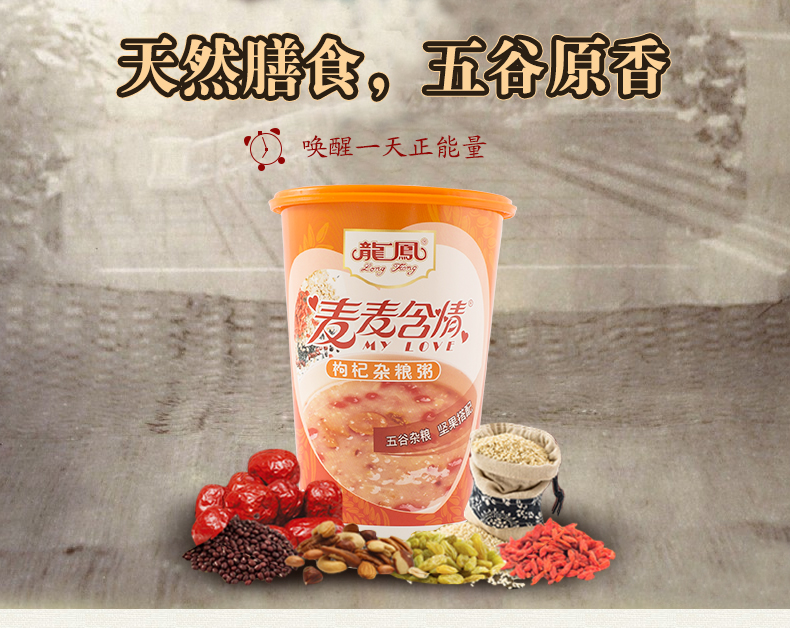 天然膳食，五谷原香
唤醒一天正能量
龍鳳®
Long Fong
麦麦含情®
MY LOVE
枸杞杂粮粥
五谷杂粮 坚果搭配